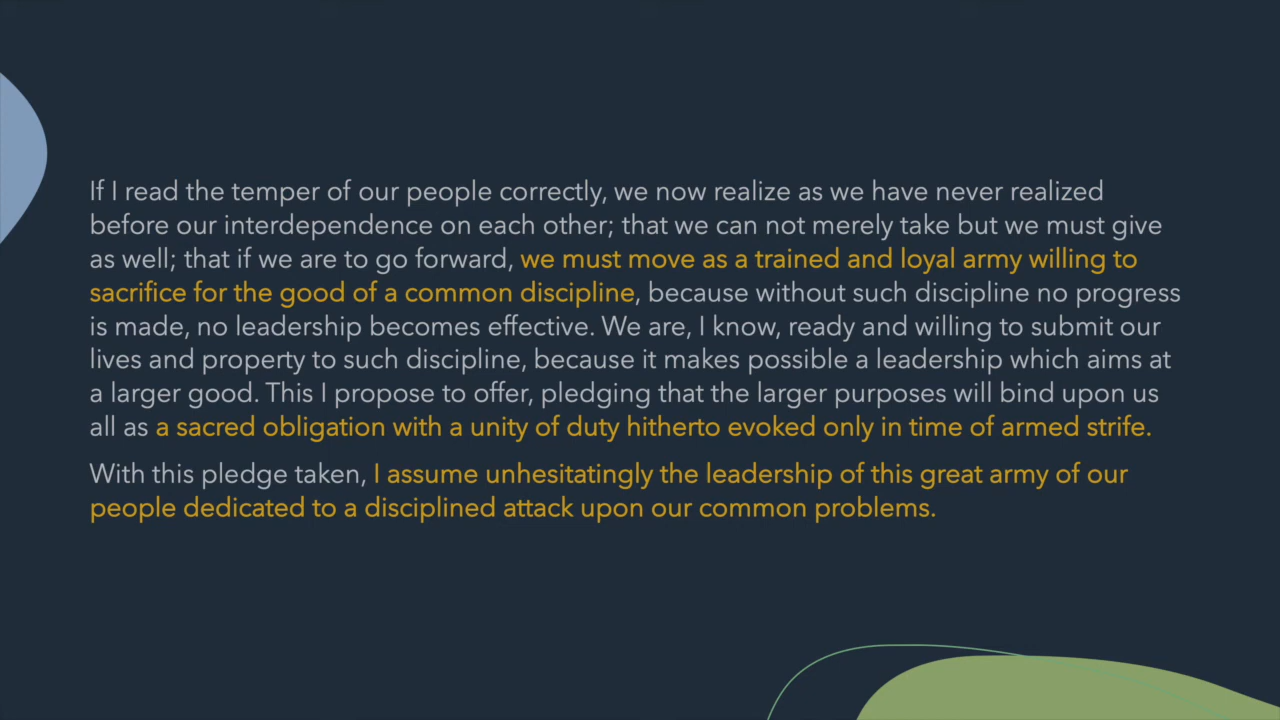 If I read the temper of our people correctly, we now realize as we have never realized
before our interdependence on each other; that we can not merely take but we must give
as well; that if we are to go forward, we must move as a trained and loyal army willing to
sacrifice for the good of a common discipline, because without such discipline no progress
is made, no leadership becomes effective. We are, I know, ready and willing to submit our
lives and property to such discipline, because it makes possible a leadership which aims at
a larger good. This I propose to offer, pledging that the larger purposes will bind upon us
all as a sacred obligation with a unity of duty hitherto evoked only in time of armed strife.
With this pledge taken, I assume unhesitatingly the leadership of this great army of our
people dedicated to a disciplined attack upon our common problems.